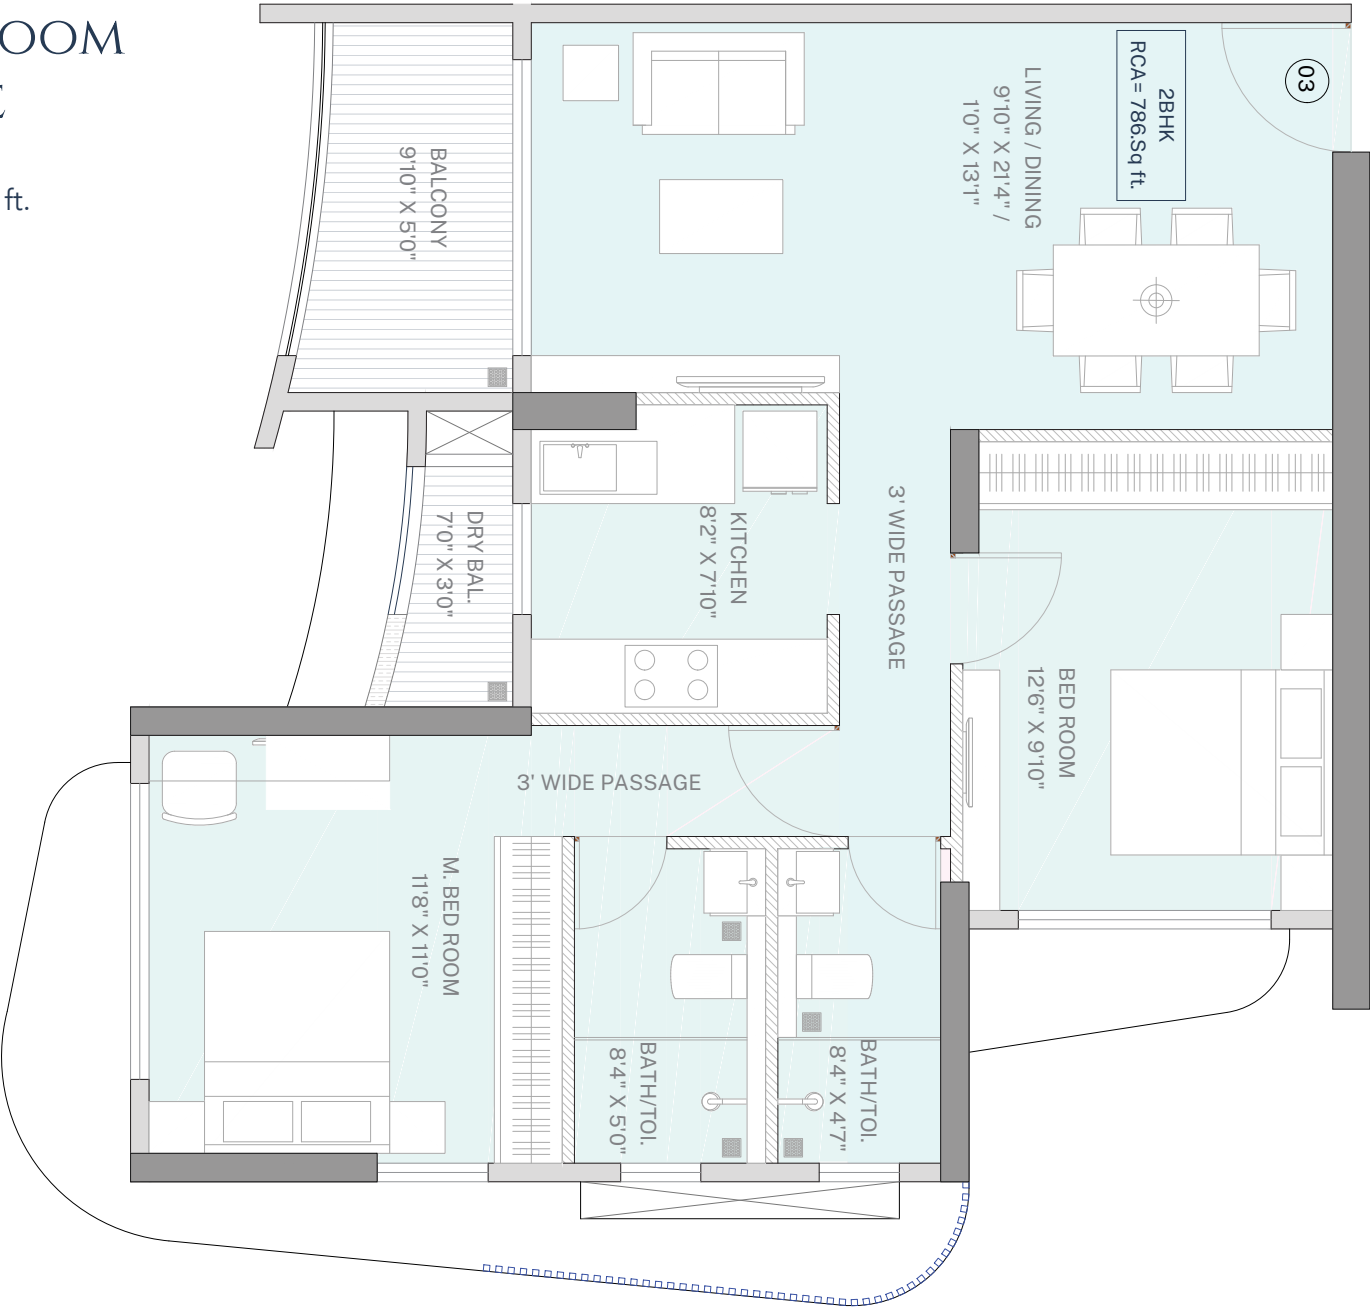 OOM
ft.
03
2BHK
RCA= 786.Sq ft.
LIVING / DINING
9'10" X 21'4" /
1'0" X 13'1"
BALCONY
9'10" X 5'0"
DRY BAL.
7'0" X 3'0"
KITCHEN
8'2" X 7'10"
3' WIDE PASSAGE
BED ROOM
12'6" X 9'10"
3' WIDE PASSAGE
M. BED ROOM
11'8" X 11'0"
BATH/TOI.
8'4" X 5'0"
BATH/TOI.
8'4" X 4'7"